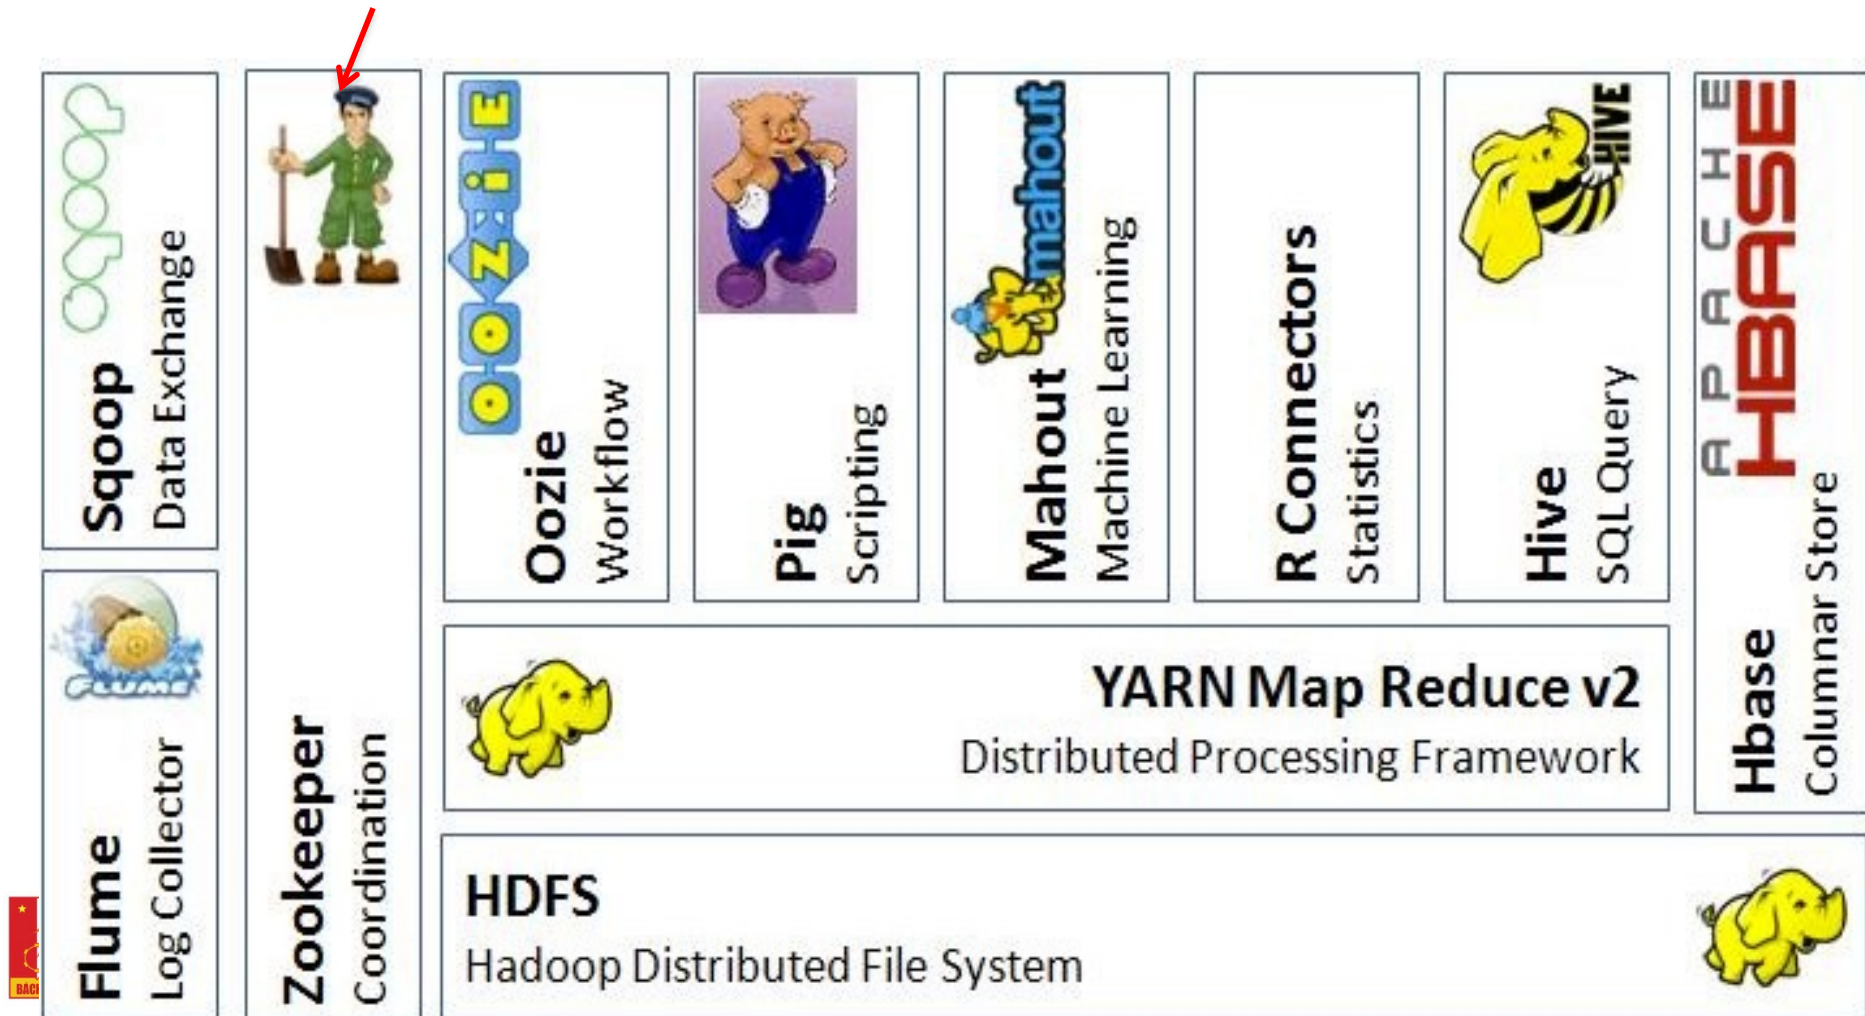 sqoop
Sqoop
Data Exchange
FLUME
Flume
Log Collector
Zookeeper
Coordination
OOZIE
Oozie
Workflow
Pig
Scripting
mahout
Mahout
Machine Learning
R Connectors
Statistics
HIVE
Hive
SQL Query
APACHE
HBASE
Hbase
Columnar Store
YARN Map Reduce v2
Distributed Processing Framework
HDFS
Hadoop Distributed File System